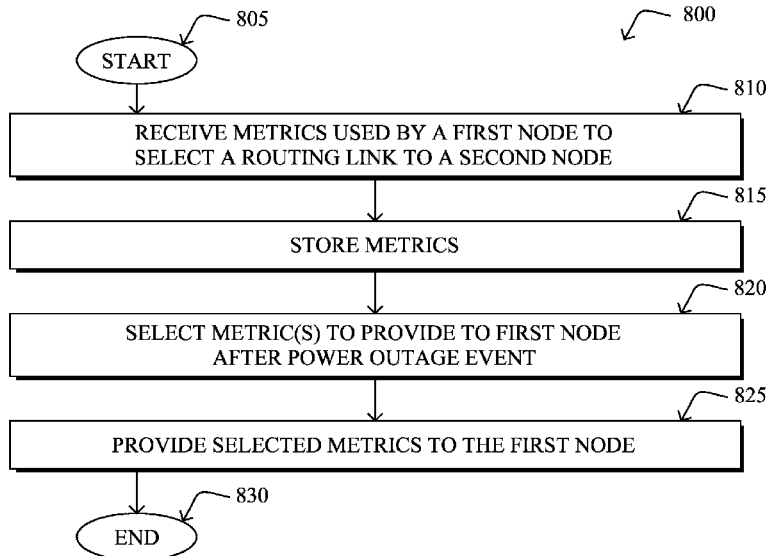 805
800
START
810
RECEIVE METRICS USED BY A FIRST NODE TO
SELECT A ROUTING LINK TO A SECOND NODE
815
STORE METRICS
820
SELECT METRIC(S) TO PROVIDE TO FIRST NODE
AFTER POWER OUTAGE EVENT
825
PROVIDE SELECTED METRICS TO THE FIRST NODE
830
END